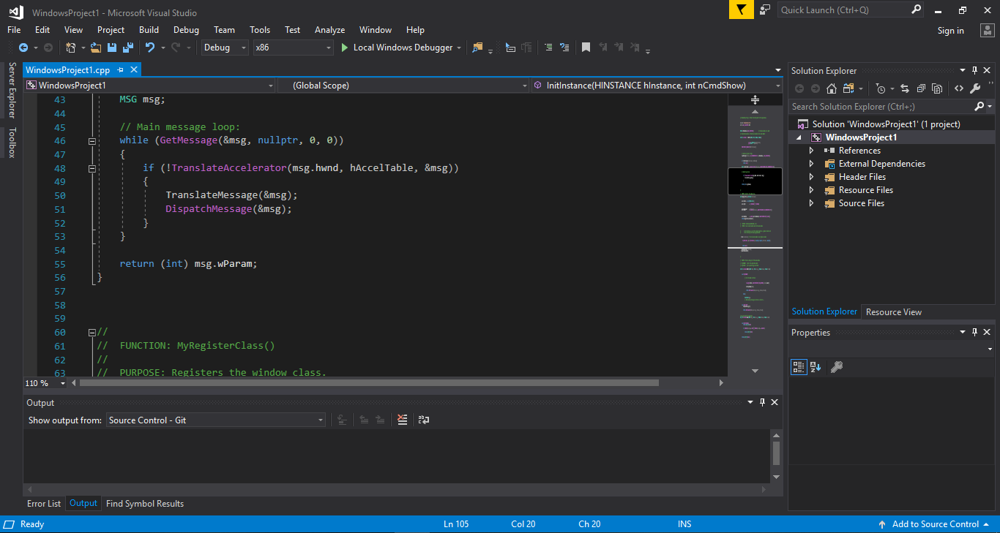 WindowsProject1 - Microsoft Visual Studio
Quick Launch (Ctrl+Q)
File Edit View Project Build Debug Team Tools Test Analyze Window Help
Sign in
Debug x86 Local Windows Debugger
Server Explorer
Toolbox
WindowsProject1.cpp
WindowsProject1 (Global Scope) InitInstance(HINSTANCE hInstance, int nCmdShow)
43 MSG msg;
44
45 // Main message loop:
46 while (GetMessage(&msg, nullptr, 0, 0))
47 {
48 if (!TranslateAccelerator(msg.hwnd, hAccelTable, &msg))
49 {
50 TranslateMessage(&msg);
51 DispatchMessage(&msg);
52 }
53 }
54
55 return (int) msg.wParam;
56 }
57
58
59
60 //
61 // FUNCTION: MyRegisterClass()
62 //
63 // PURPOSE: Registers the window class.
110 %
Output
Show output from: Source Control - Git
Error List Output Find Symbol Results
Solution Explorer
Search Solution Explorer (Ctrl+;)
Solution 'WindowsProject1' (1 project)
WindowsProject1
References
External Dependencies
Header Files
Resource Files
Source Files
Solution Explorer Resource View
Properties
Ready Ln 105 Col 20 Ch 20 INS Add to Source Control